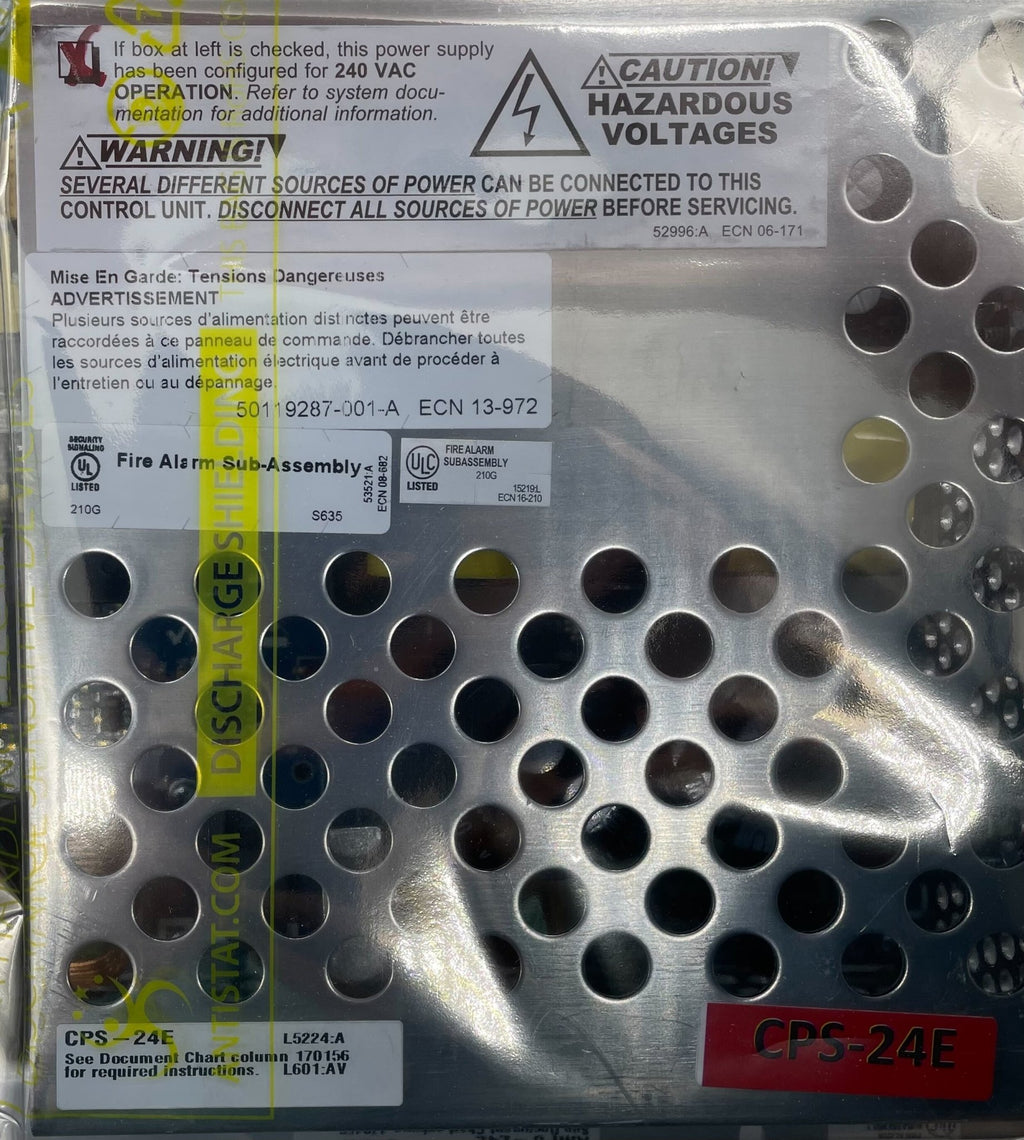 If box at left is checked, this power supply
has been configured for 240 VAC
OPERATION. Refer to system docu-
mentation for additional information.
CAUTION!
HAZARDOUS
VOLTAGES
WARNING!
SEVERAL DIFFERENT SOURCES OF POWER CAN BE CONNECTED TO THIS
CONTROL UNIT. DISCONNECT ALL SOURCES OF POWER BEFORE SERVICING.
52996:A ECN 06-171
Mise En Garde: Tensions Dangereuses
ADVERTISSEMENT
Plusieurs sources d'alimentation distinctes peuvent être
raccordées à ce panneau de commande. Débrancher toutes
les sources d'alimentation électrique avant de procéder à
l'entretien ou au dépannage.
50119287-001-A ECN 13-972
SECURITY
SIGNALING
UL
LISTED
210G
Fire Alarm Sub-Assembly
S635
53521:A
ECN 08-682
ULC
LISTED
FIRE ALARM
SUBASSEMBLY
210G
15219:L
ECN 16-210
DISCHARGE SHIELDING
ANTISTAT.COM
CPS-24E L5224:A
See Document Chart column 170156
for required instructions. L601:AV
CPS-24E